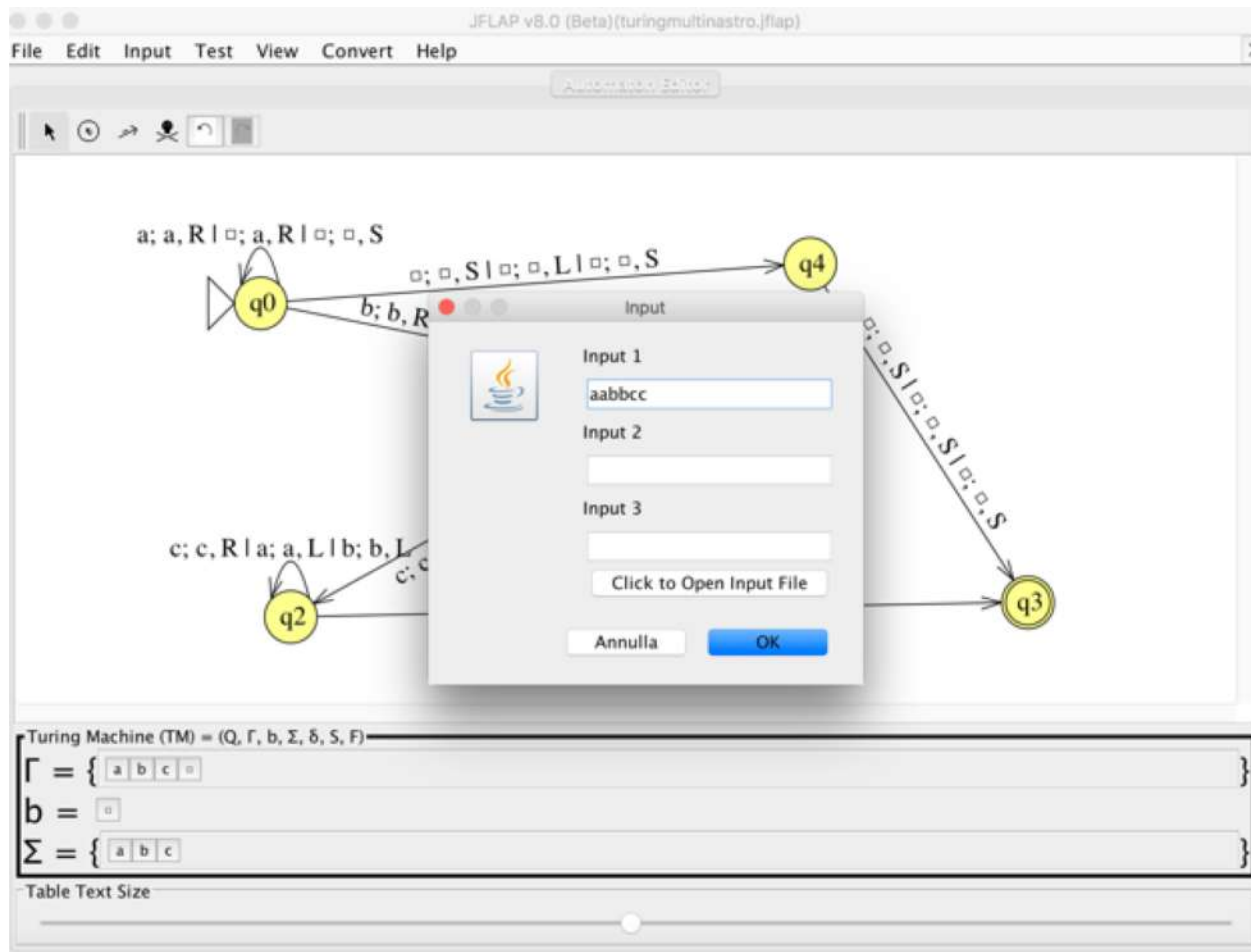 JFLAP v8.0 (Beta)(turingmultinastro.jflap)
File Edit Input Test View Convert Help
Automaton Editor
a; a, R | □; a, R | □; □, S
□; □, S | □; □, L | □; □, S
q4
q0
b; b, R
Input
Input 1
aabbcc
Input 2
Input 3
Click to Open Input File
Annulla OK
□; □, S | □; □, S | □; □, S
c; c, R | a; a, L | b; b, L
c; c
q2
q3
Turing Machine (TM) = (Q, Γ, b, Σ, δ, S, F)
Γ = { a b c □ }
b = □
Σ = { a b c }
Table Text Size